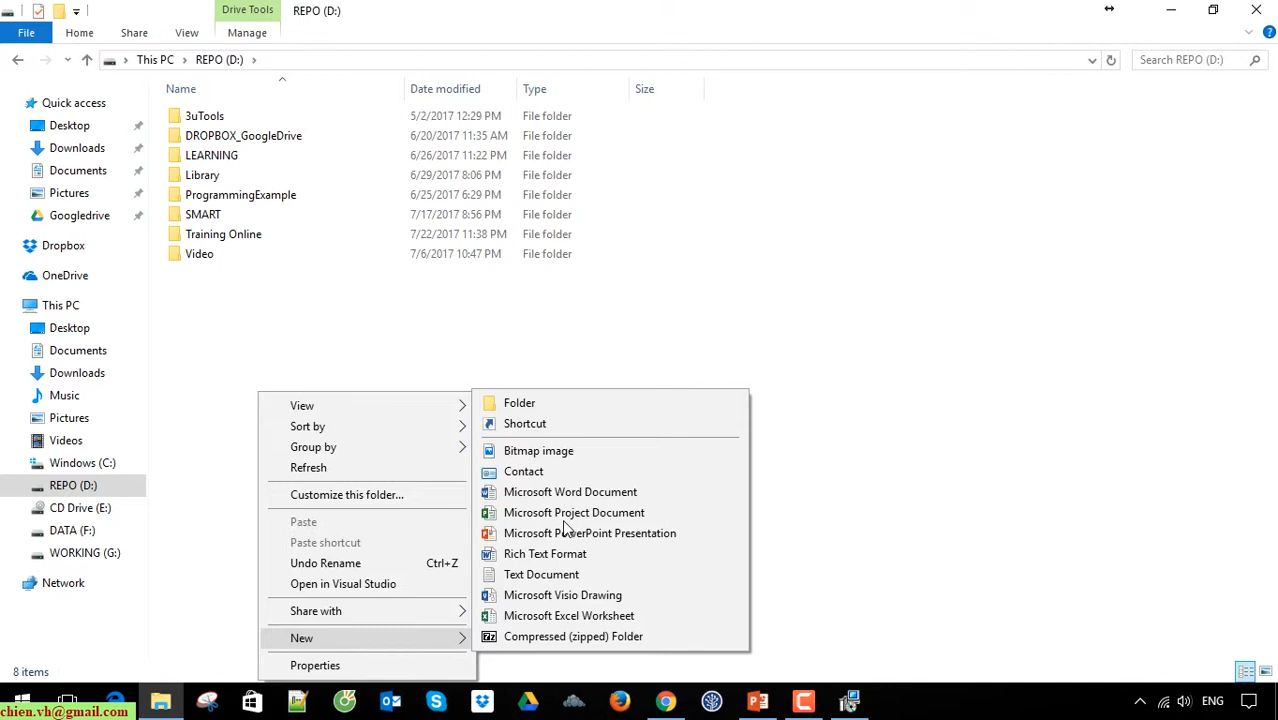 Drive Tools
REPO (D:)
File
Home
Share
View
Manage
This PC
REPO (D:)
Search REPO (D:)
Name
Date modified
Type
Size
3uTools
5/2/2017 12:29 PM
File folder
DROPBOX_GoogleDrive
6/20/2017 11:35 AM
File folder
LEARNING
6/26/2017 11:22 PM
File folder
Library
6/29/2017 8:06 PM
File folder
ProgrammingExample
6/25/2017 6:29 PM
File folder
SMART
7/17/2017 8:56 PM
File folder
Training Online
7/22/2017 11:38 PM
File folder
Video
7/6/2017 10:47 PM
File folder
Quick access
Desktop
Downloads
Documents
Pictures
Googledrive
Dropbox
OneDrive
This PC
Desktop
Documents
Downloads
Music
Pictures
Videos
Windows (C:)
REPO (D:)
CD Drive (E:)
DATA (F:)
WORKING (G:)
Network
View
Sort by
Group by
Refresh
Customize this folder...
Paste
Paste shortcut
Undo Rename Ctrl+Z
Open in Visual Studio
Share with
New
Properties
Folder
Shortcut
Bitmap image
Contact
Microsoft Word Document
Microsoft Project Document
Microsoft PowerPoint Presentation
Rich Text Format
Text Document
Microsoft Visio Drawing
Microsoft Excel Worksheet
Compressed (zipped) Folder
8 items
chien.vh@gmail.com
ENG